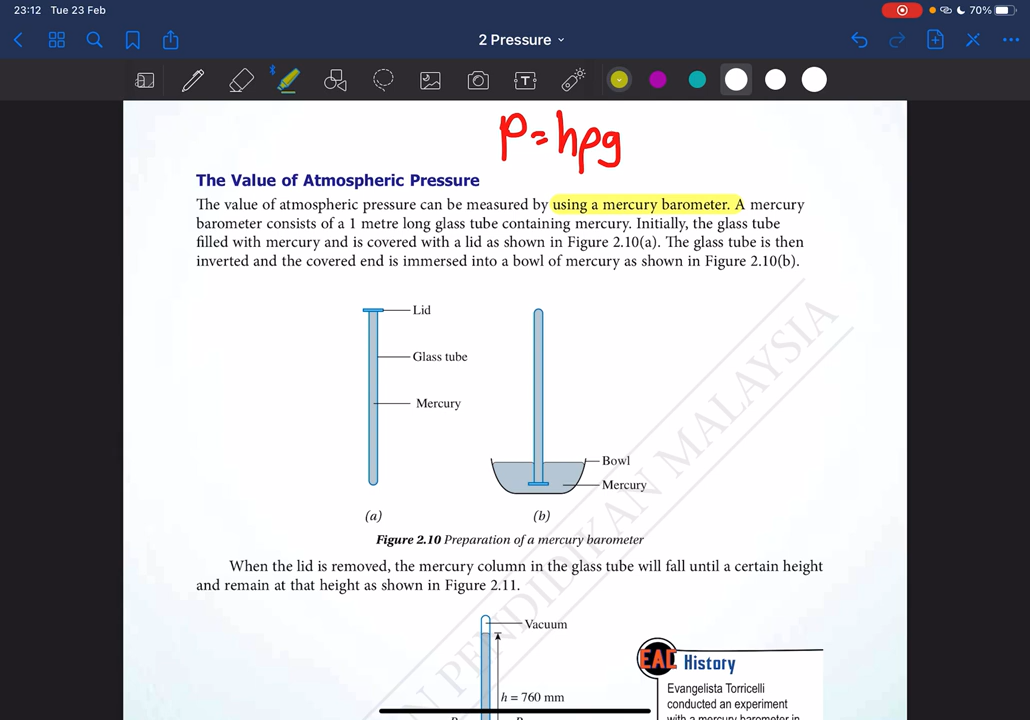 23:12 Tue 23 Feb
70%
2 Pressure
T
P=hρg
The Value of Atmospheric Pressure
The value of atmospheric pressure can be measured by using a mercury barometer. A mercury
barometer consists of a 1 metre long glass tube containing mercury. Initially, the glass tube
filled with mercury and is covered with a lid as shown in Figure 2.10(a). The glass tube is then
inverted and the covered end is immersed into a bowl of mercury as shown in Figure 2.10(b).
Lid
Glass tube
Mercury
Bowl
Mercury
(a)
(b)
Figure 2.10 Preparation of a mercury barometer
When the lid is removed, the mercury column in the glass tube will fall until a certain height
and remain at that height as shown in Figure 2.11.
Vacuum
h = 760 mm
EAC History
Evangelista Torricelli
conducted an experiment
with a mercury barometer in
N PENDIDIKAN MALAYSIA